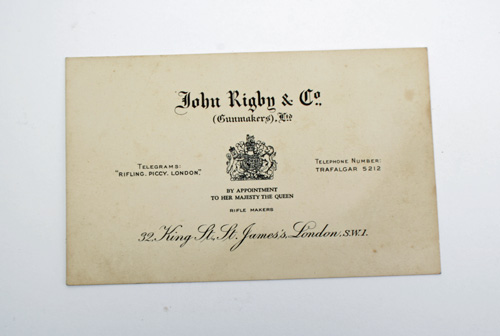 John Rigby & Co.
(Gunmakers), Ltd
TELEGRAMS:
"RIFLING, PICCY, LONDON."
TELEPHONE NUMBER:
TRAFALGAR 5212
BY APPOINTMENT
TO HER MAJESTY THE QUEEN
RIFLE MAKERS
32, King St., St. James's, London, S.W.1.